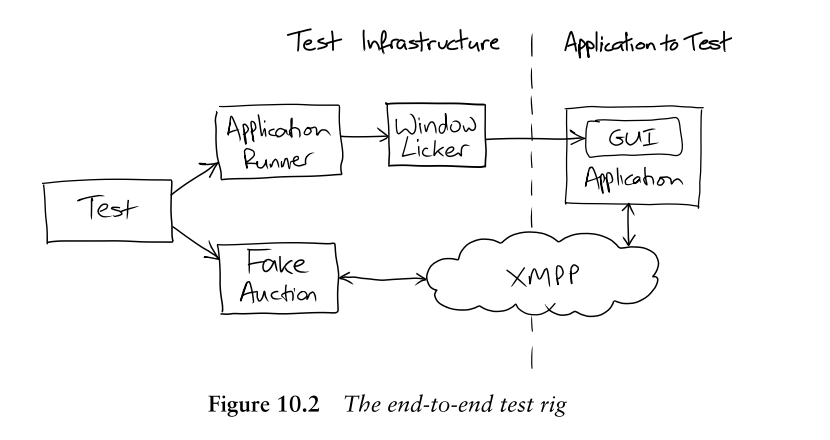 Test Infrastructure
Application to Test
Application
Runner
Window
Licker
GUI
Application
Test
Fake
Auction
XMPP
Figure 10.2 The end-to-end test rig